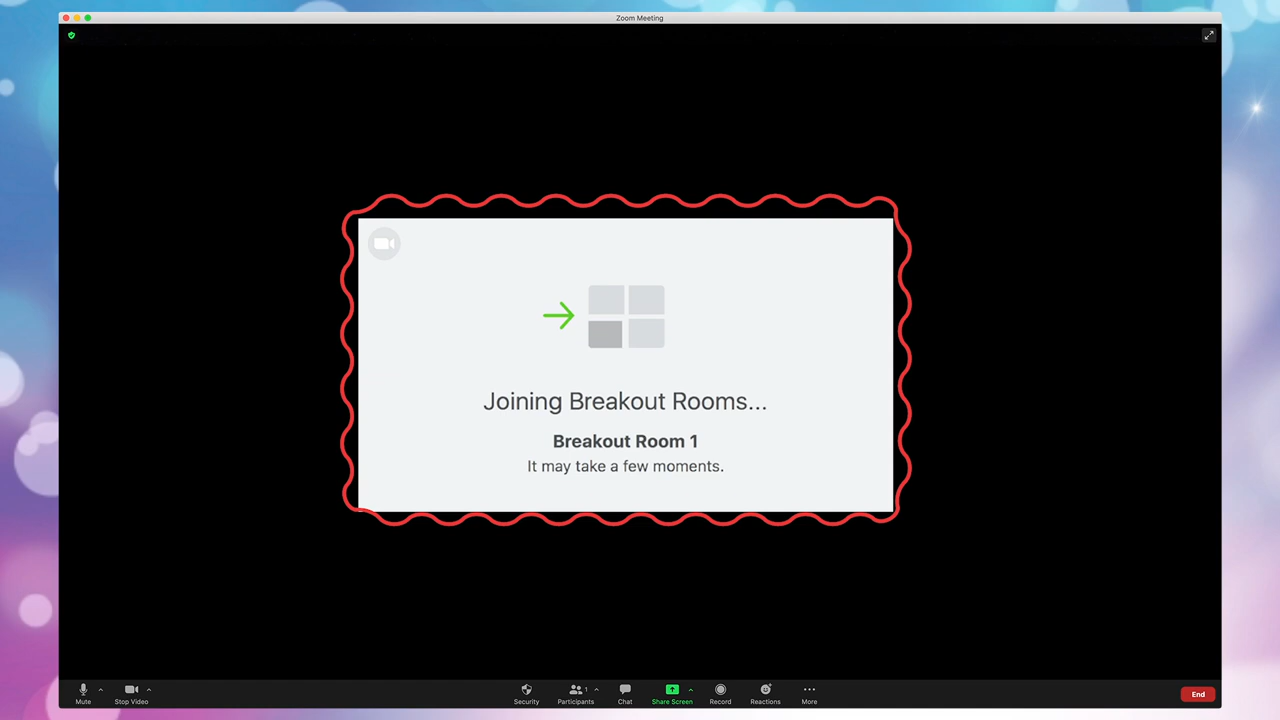 Zoom Meeting
Joining Breakout Rooms...
Breakout Room 1
It may take a few moments.
Mute
Stop Video
Security
1
Participants
Chat
Share Screen
Record
Reactions
More
End